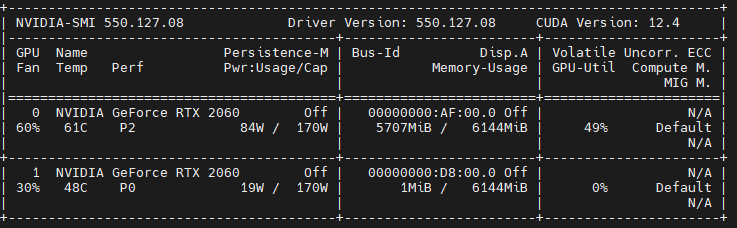 +-----------------------------------------------------------------------------------------+
| NVIDIA-SMI 550.127.08             Driver Version: 550.127.08     CUDA Version: 12.4     |
|-----------------------------------------+------------------------+----------------------+
| GPU  Name                 Persistence-M | Bus-Id          Disp.A | Volatile Uncorr. ECC |
| Fan  Temp   Perf          Pwr:Usage/Cap |           Memory-Usage | GPU-Util  Compute M. |
|                                         |                        |               MIG M. |
|=========================================+========================+======================|
|   0  NVIDIA GeForce RTX 2060        Off |   00000000:AF:00.0 Off |                  N/A |
| 60%   61C    P2             84W /  170W |    5707MiB /   6144MiB |     49%      Default |
|                                         |                        |                  N/A |
+-----------------------------------------+------------------------+----------------------+
|   1  NVIDIA GeForce RTX 2060        Off |   00000000:D8:00.0 Off |                  N/A |
| 30%   48C    P0             19W /  170W |       1MiB /   6144MiB |      0%      Default |
|                                         |                        |                  N/A |
+-----------------------------------------+------------------------+----------------------+